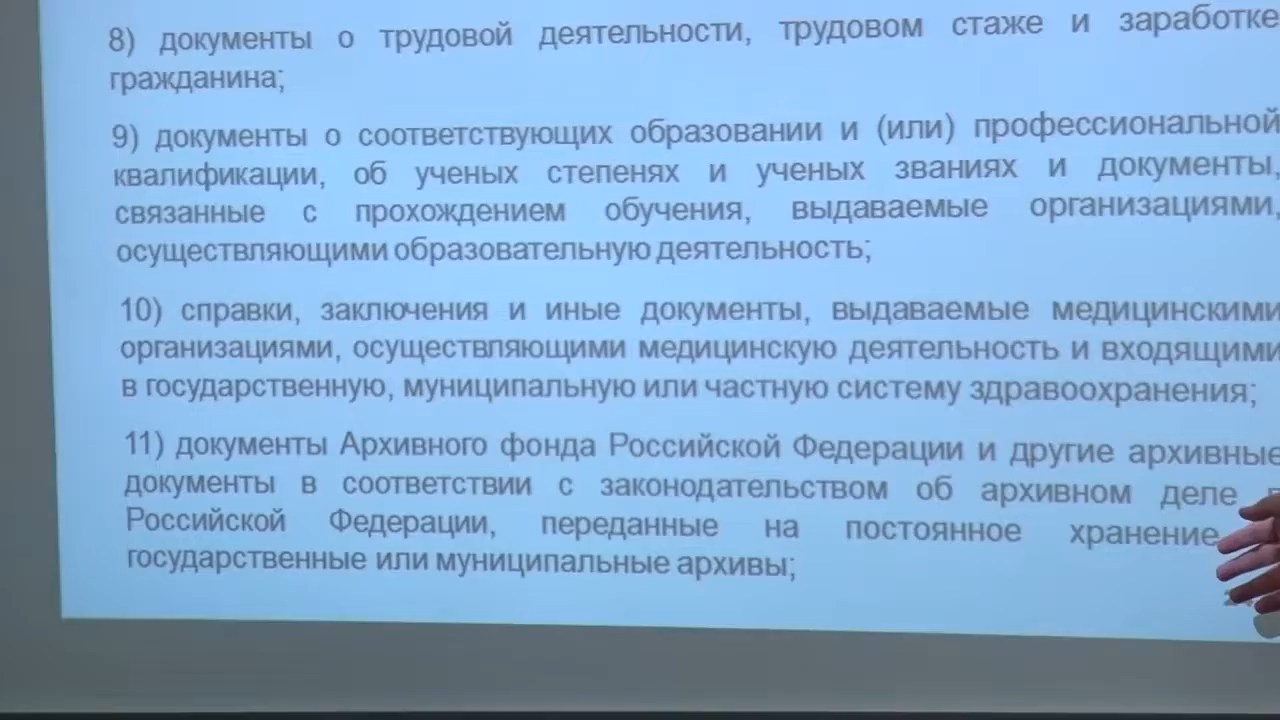 8) документы о трудовой деятельности, трудовом стаже и заработке
гражданина;
9) документы о соответствующих образовании и (или) профессиональной
квалификации, об ученых степенях и ученых званиях и документы,
связанные с прохождением обучения, выдаваемые организациями,
осуществляющими образовательную деятельность;
10) справки, заключения и иные документы, выдаваемые медицинскими
организациями, осуществляющими медицинскую деятельность и входящими
в государственную, муниципальную или частную систему здравоохранения;
11) документы Архивного фонда Российской Федерации и другие архивные
документы в соответствии с законодательством об архивном деле
Российской Федерации, переданные на постоянное хранение
государственные или муниципальные архивы;